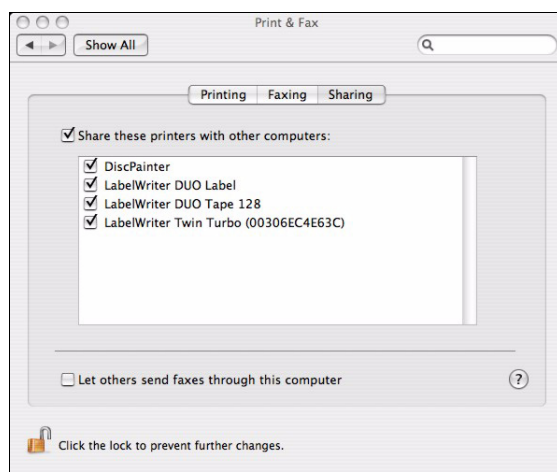 Print & Fax
Show All
Printing Faxing Sharing
Share these printers with other computers:
DiscPainter
LabelWriter DUO Label
LabelWriter DUO Tape 128
LabelWriter Twin Turbo (00306EC4E63C)
Let others send faxes through this computer
?
Click the lock to prevent further changes.